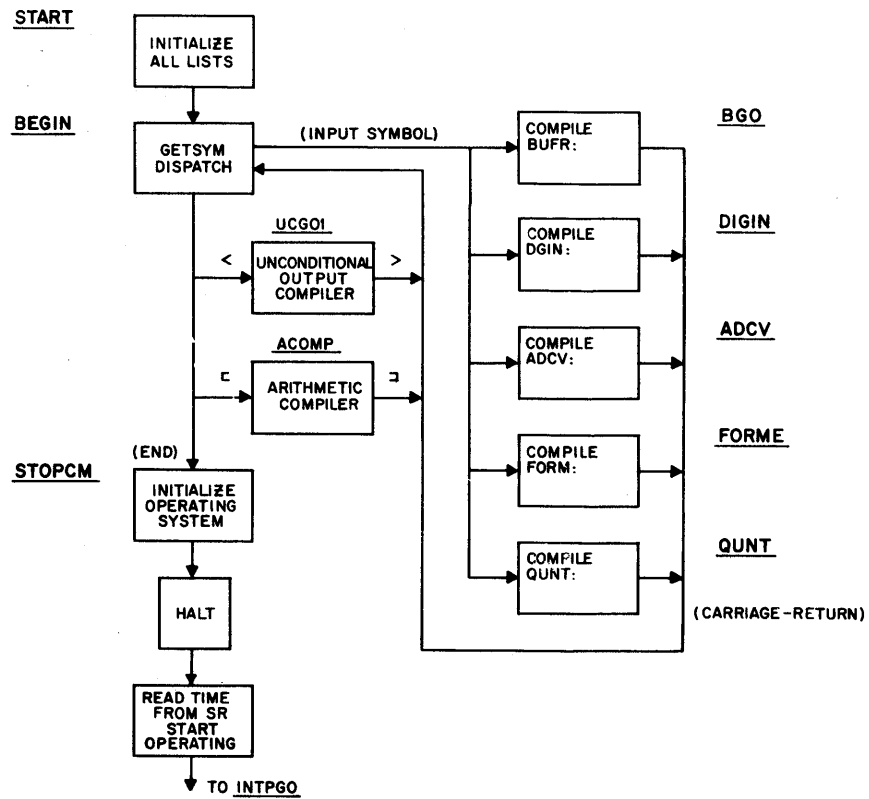 START
INITIALIZE
ALL LISTS
BEGIN
GETSYM
DISPATCH
(INPUT SYMBOL)
COMPILE
BUFR:
BGO
UCGO1
<
UNCONDITIONAL
OUTPUT
COMPILER
>
COMPILE
DGIN:
DIGIN
ACOMP
⊏
ARITHMETIC
COMPILER
⊐
COMPILE
ADCV:
ADCV
(END)
STOPCM
INITIALIZE
OPERATING
SYSTEM
COMPILE
FORM:
FORME
COMPILE
QUNT:
QUNT
(CARRIAGE-RETURN)
HALT
READ TIME
FROM SR
START
OPERATING
TO INTPGO